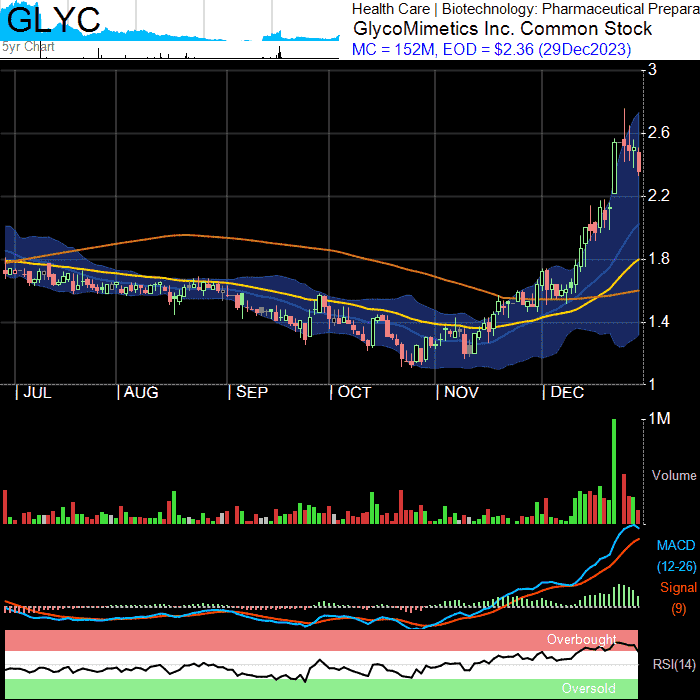 GLYC
5yr Chart
Health Care | Biotechnology: Pharmaceutical Prepara
GlycoMimetics Inc. Common Stock
MC = 152M, EOD = $2.36 (29Dec2023)
3
2.6
2.2
1.8
1.4
1
JUL AUG SEP OCT NOV DEC
1M
Volume
MACD
(12-26)
Signal
(9)
Overbought
RSI(14)
Oversold